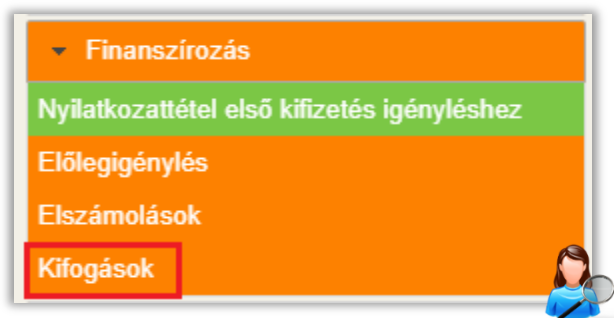 Finanszírozás
Nyilatkozattétel első kifizetés igényléshez
Előlegigénylés
Elszámolások
Kifogások